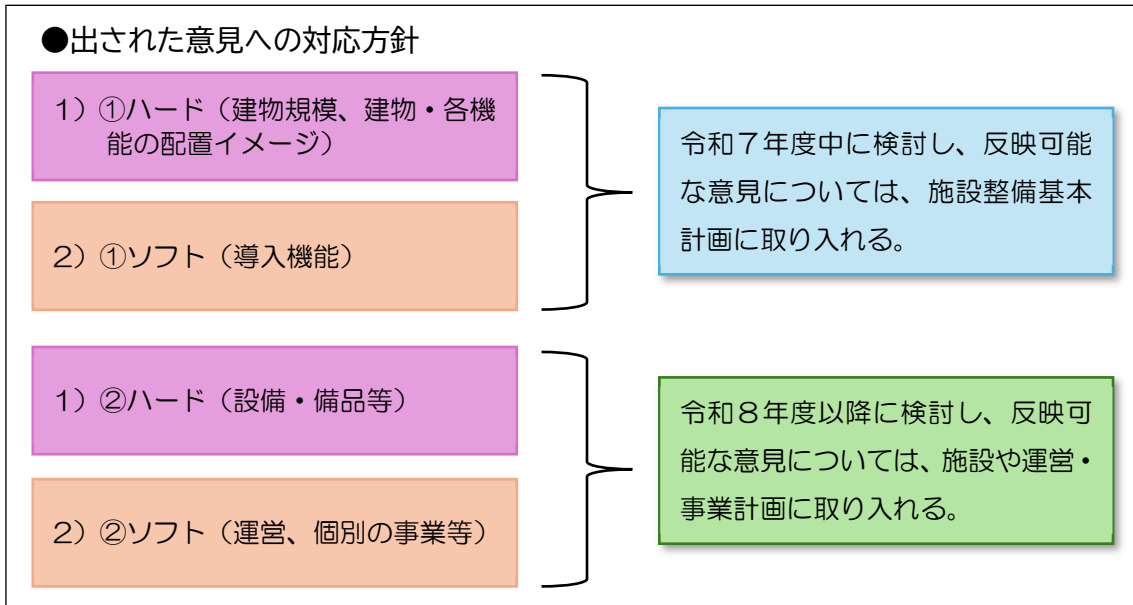 ●出された意見への対応方針
1）①ハード（建物規模、建物・各機
能の配置イメージ）
2）①ソフト（導入機能）
令和７年度中に検討し、反映可能
な意見については、施設整備基本
計画に取り入れる。
1）②ハード（設備・備品等）
2）②ソフト（運営、個別の事業等）
令和８年度以降に検討し、反映可
能な意見については、施設や運営・
事業計画に取り入れる。